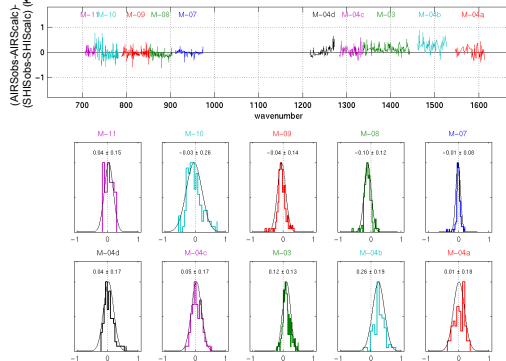 (AIRSobs-AIRScalc)-
(SHISobs-SHIScalc) (K
1
0
−1
M−11 M−10 M−09 M−08 M−07 M−04d M−04c M−03 M−04b M−04a
700 800 900 1000 1100 1200 1300 1400 1500 1600
wavenumber
M−11 M−10 M−09 M−08 M−07
0.04 ± 0.15 −0.03 ± 0.26 −0.04 ± 0.14 −0.10 ± 0.12 −0.01 ± 0.08
−1 0 1 −1 0 1 −1 0 1 −1 0 1 −1 0 1
M−04d M−04c M−03 M−04b M−04a
0.04 ± 0.17 0.05 ± 0.17 0.12 ± 0.13 0.26 ± 0.19 0.01 ± 0.18
−1 0 1 −1 0 1 −1 0 1 −1 0 1 −1 0 1